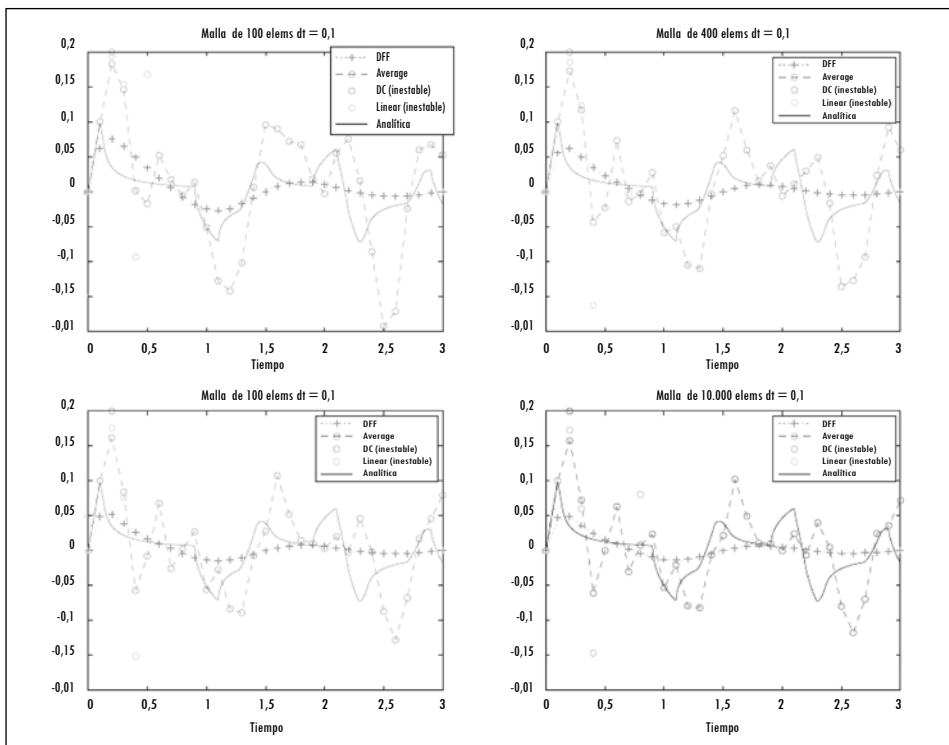 Malla de 100 elems dt = 0,1
0,2
0,15
0,1
0,05
0
-0,05
-0,1
-0,15
-0,01
DFF
Average
DC (inestable)
Linear (inestable)
Analítica
0 0,5 1 1,5 2 2,5 3
Tiempo
Malla de 400 elems dt = 0,1
0,2
0,15
0,1
0,05
0
-0,05
-0,1
-0,15
-0,01
DFF
Average
DC (inestable)
Linear (inestable)
Analítica
0 0,5 1 1,5 2 2,5 3
Tiempo
Malla de 100 elems dt = 0,1
0,2
0,15
0,1
0,05
0
-0,05
-0,1
-0,15
-0,01
DFF
Average
DC (inestable)
Linear (inestable)
Analítica
0 0,5 1 1,5 2 2,5 3
Tiempo
Malla de 10.000 elems dt = 0,1
0,2
0,15
0,1
0,05
0
-0,05
-0,1
-0,15
-0,01
DFF
Average
DC (inestable)
Linear (inestable)
Analítica
0 0,5 1 1,5 2 2,5 3
Tiempo